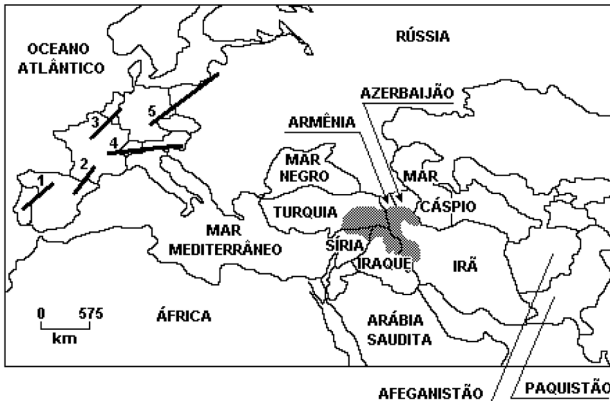 OCEANO
ATLÂNTICO
RÚSSIA
AZERBAIJÃO
ARMÊNIA
5
3
4
2
1
MAR
NEGRO
MAR
CÁSPIO
TURQUIA
MAR
MEDITERRÂNEO
SÍRIA
IRAQUE
IRÃ
0 575
km
ÁFRICA
ARÁBIA
SAUDITA
AFEGANISTÃO
PAQUISTÃO